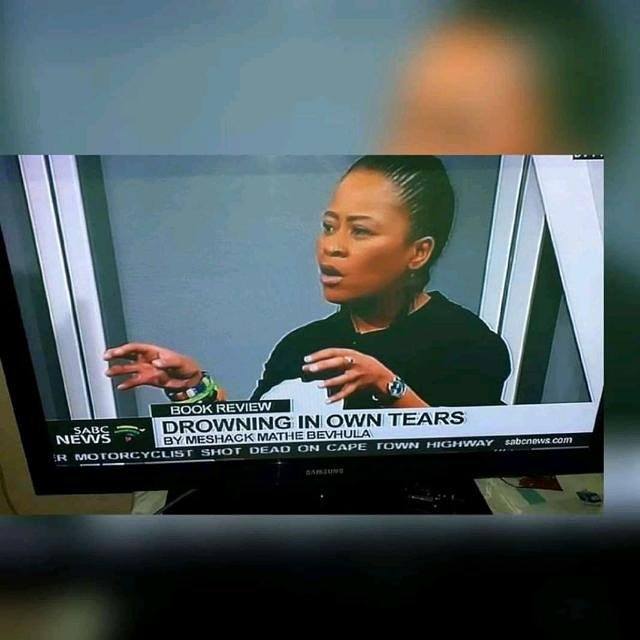 BOOK REVIEW
SABC
NEWS
DROWNING IN OWN TEARS
BY MESHACK MATHE BEVHULA
ER MOTORCYCLIST SHOT DEAD ON CAPE TOWN HIGHWAY
sabcnews.com
SAMSUNG